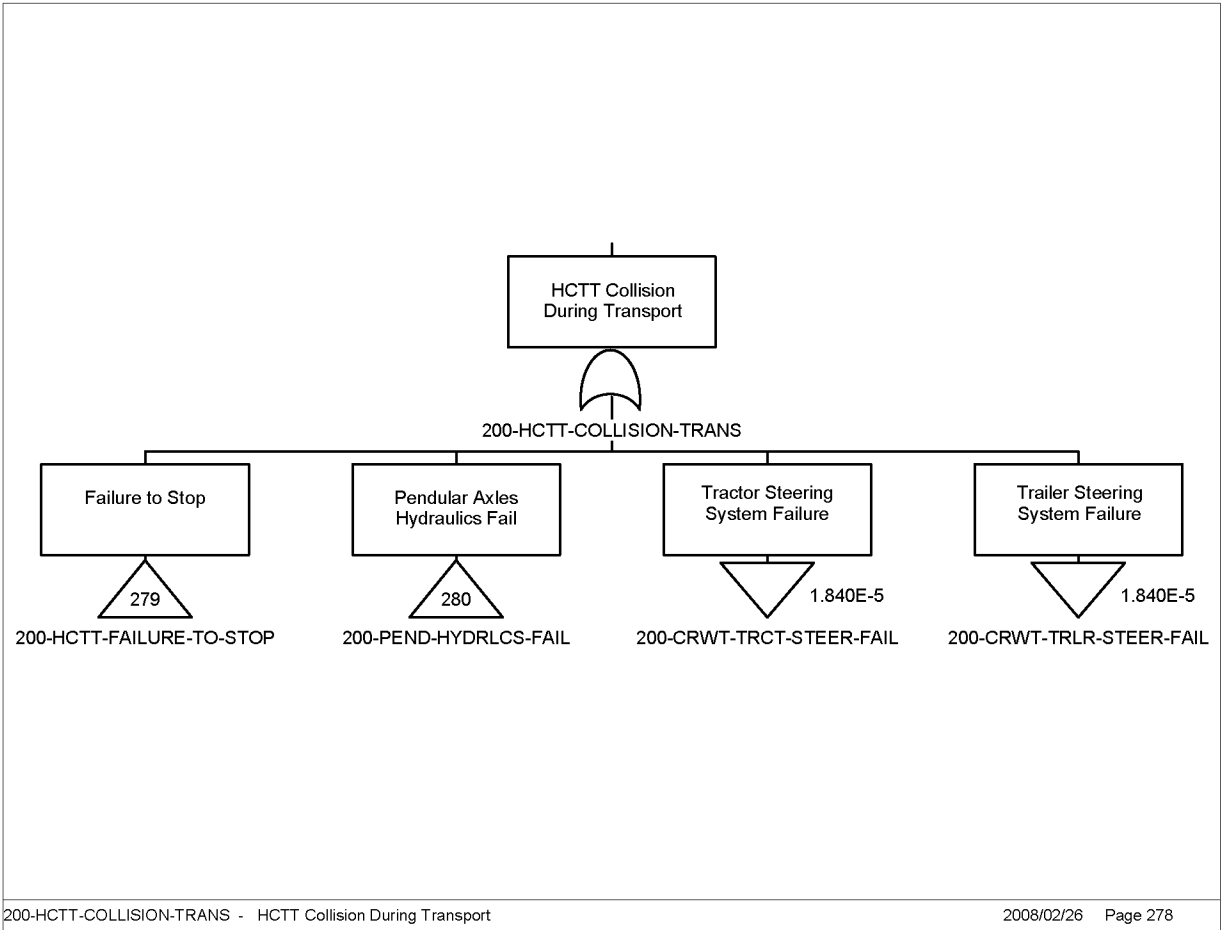 HCTT Collision
During Transport
200-HCTT-COLLISION-TRANS
Failure to Stop
279
200-HCTT-FAILURE-TO-STOP
Pendular Axles
Hydraulics Fail
280
200-PEND-HYDRLCS-FAIL
Tractor Steering
System Failure
1.840E-5
200-CRWT-TRCT-STEER-FAIL
Trailer Steering
System Failure
1.840E-5
200-CRWT-TRLR-STEER-FAIL
200-HCTT-COLLISION-TRANS - HCTT Collision During Transport
2008/02/26 Page 278